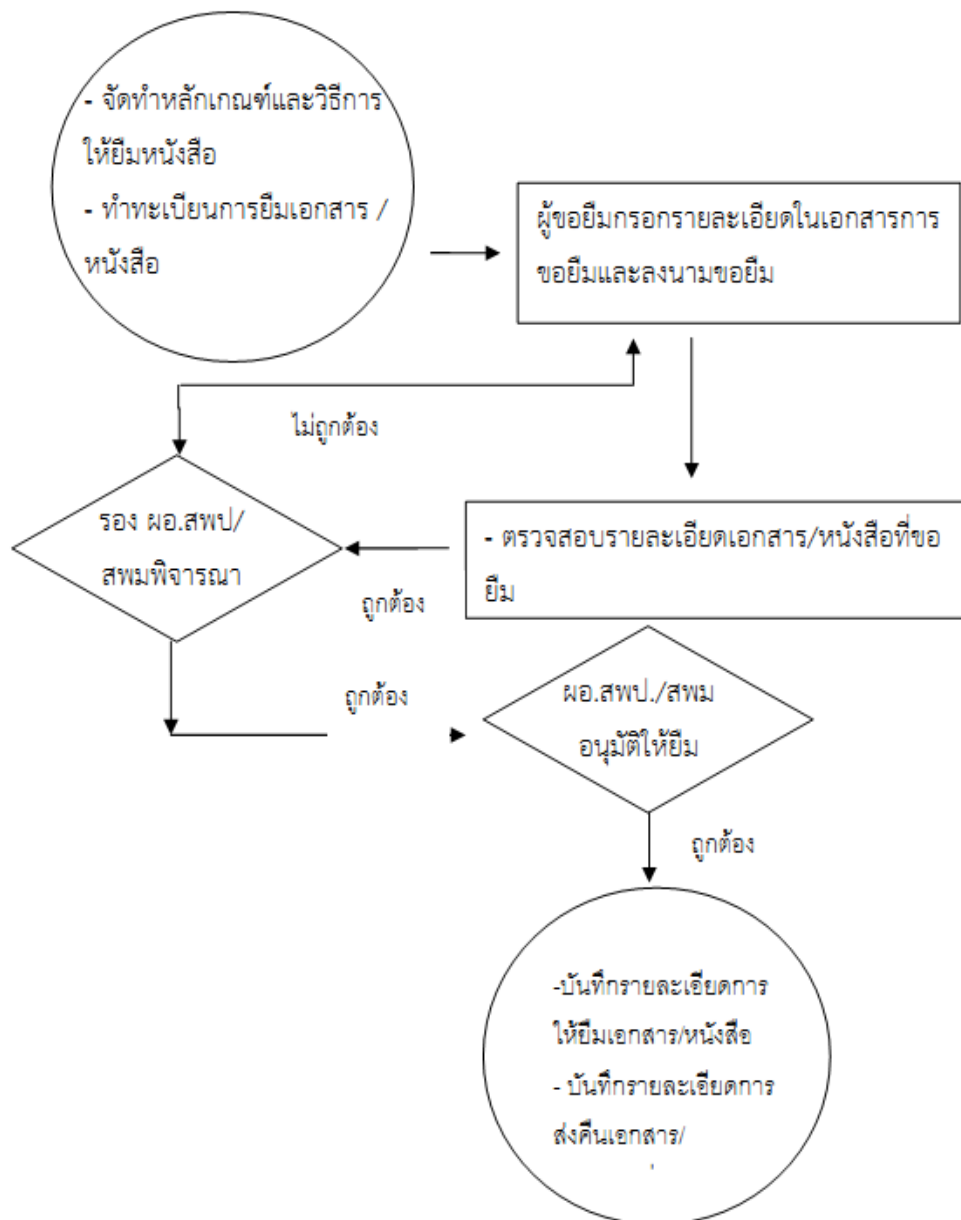 - จัดทำหลักเกณฑ์และวิธีการ
ให้ยืมหนังสือ
- ทำทะเบียนการยืมเอกสาร /
หนังสือ
ผู้ขอยืมกรอกรายละเอียดในเอกสารการ
ขอยืมและลงนามขอยืม
ไม่ถูกต้อง
รอง ผอ.สพป/
สพมพิจารณา
- ตรวจสอบรายละเอียดเอกสาร/หนังสือที่ขอ
ยืม
ถูกต้อง
ถูกต้อง
ผอ.สพป./สพม
อนุมัติให้ยืม
ถูกต้อง
-บันทึกรายละเอียดการ
ให้ยืมเอกสาร/หนังสือ
- บันทึกรายละเอียดการ
ส่งคืนเอกสาร/